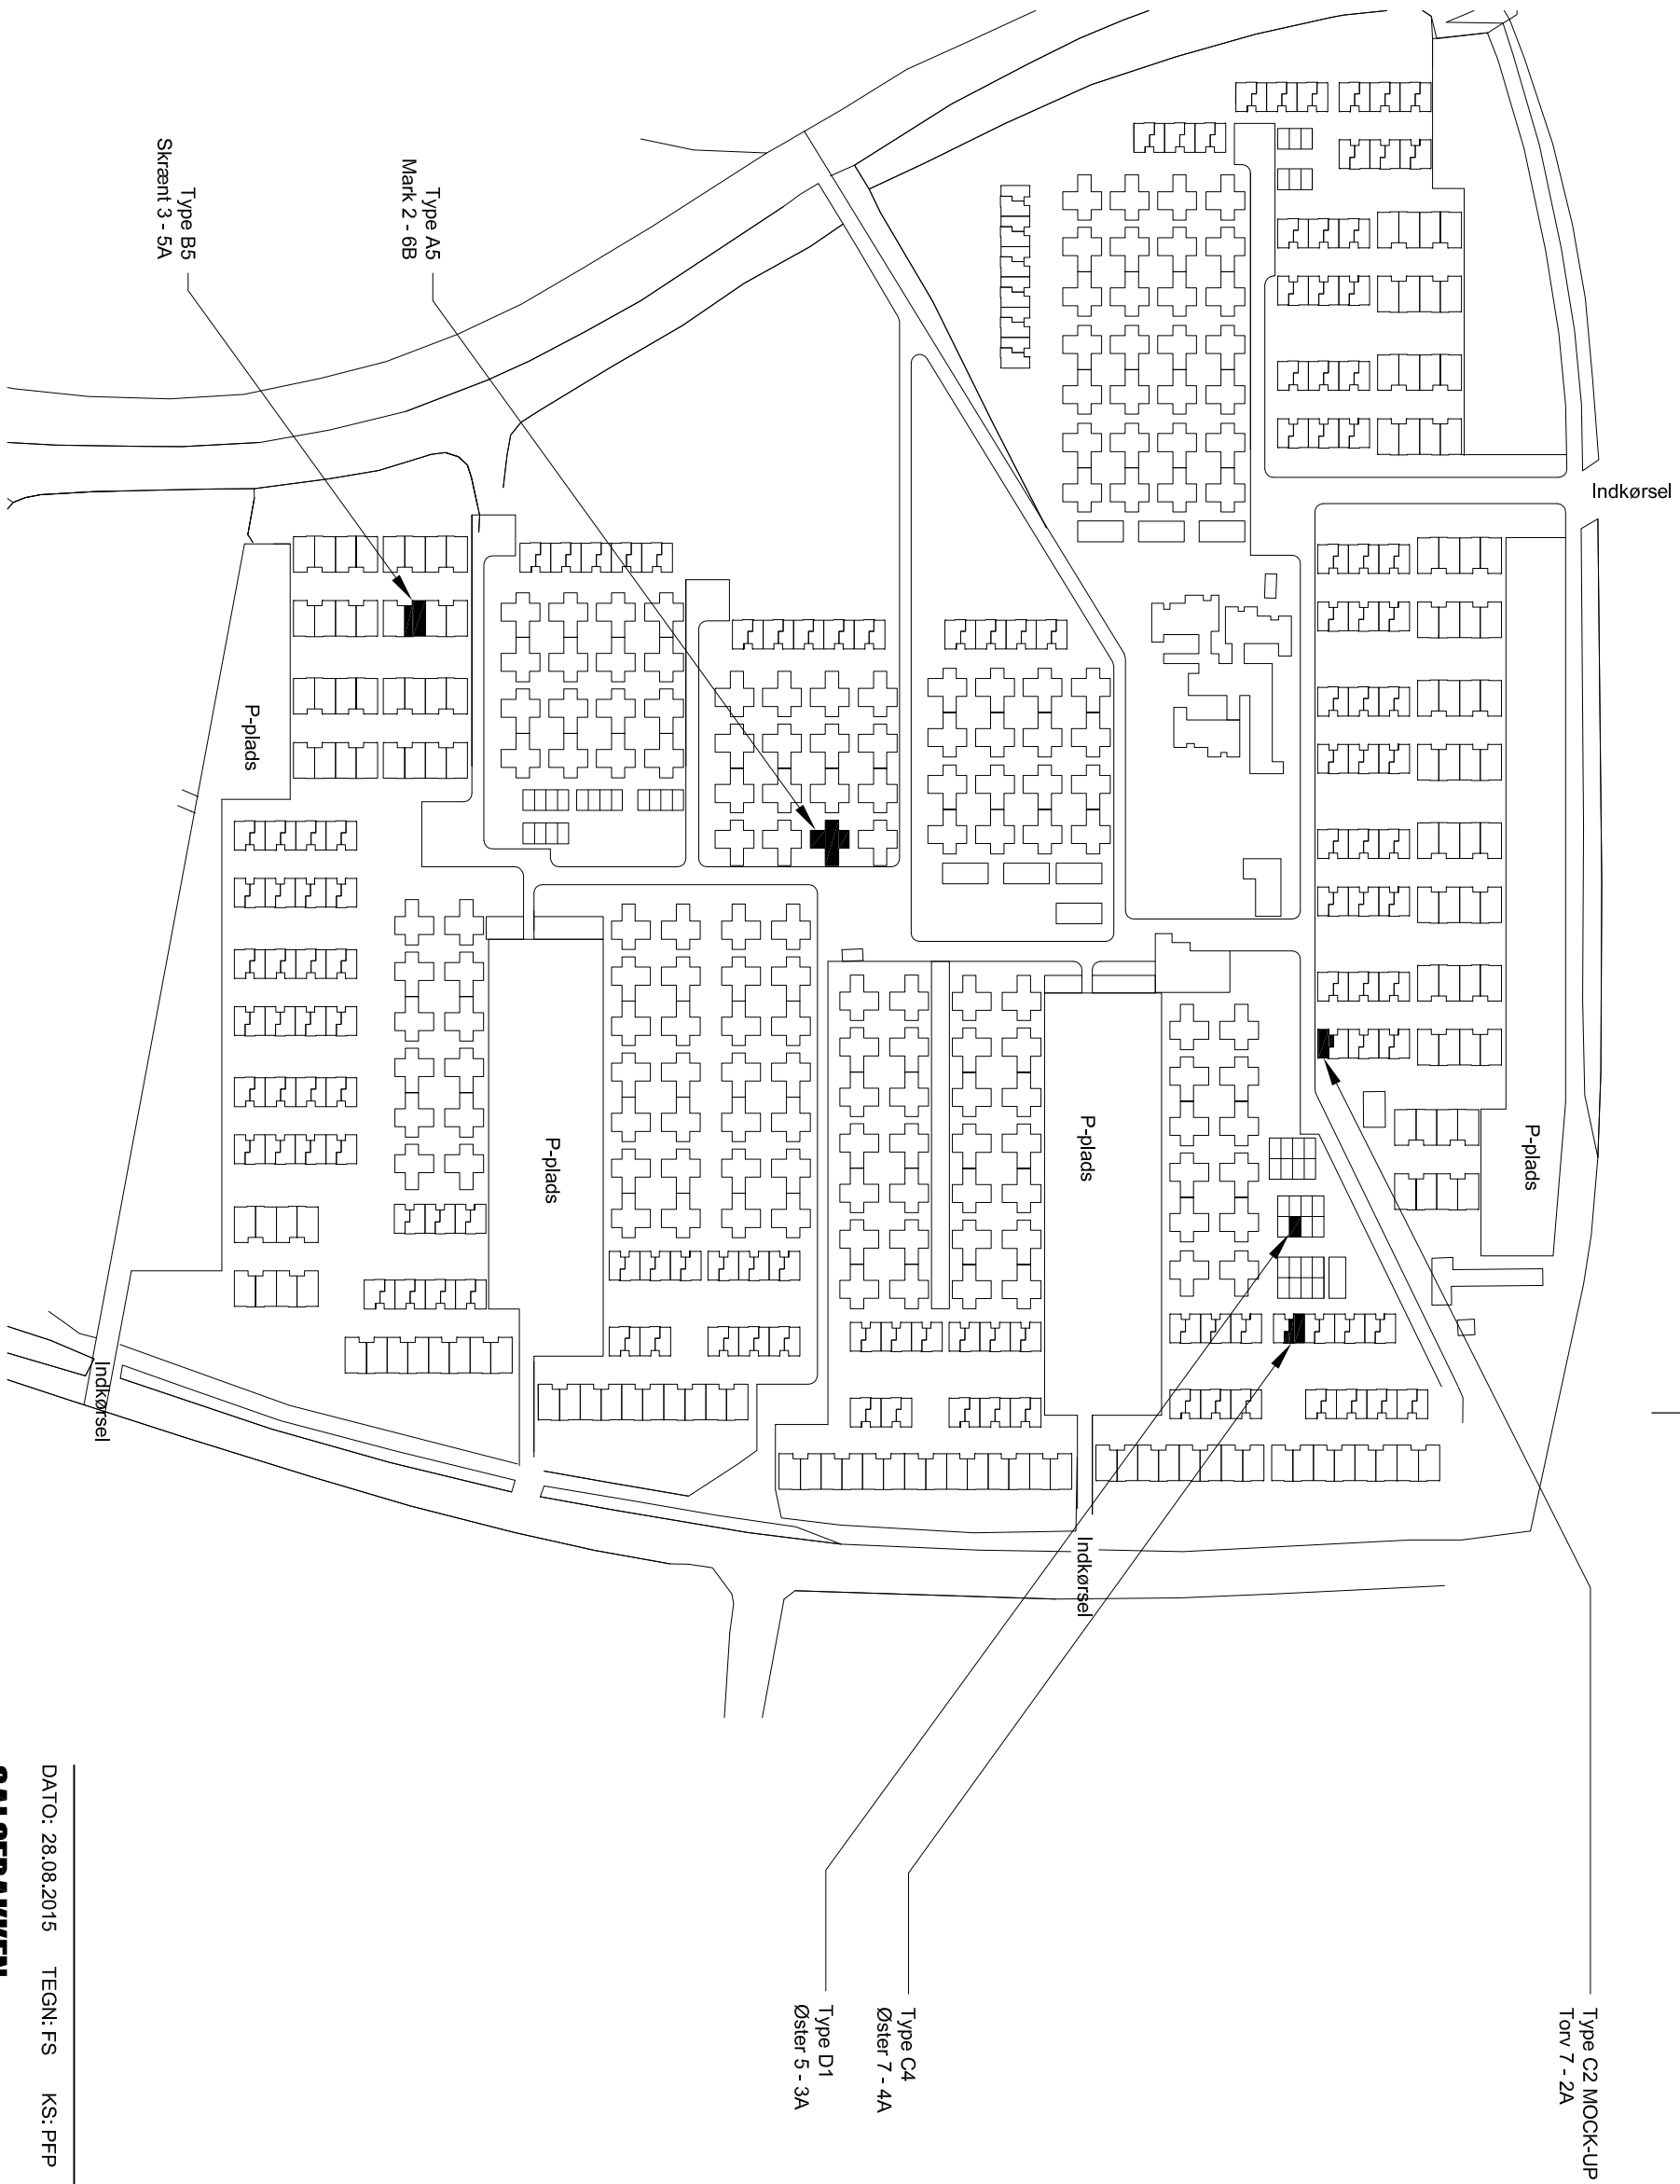 Indkørsel
Type B5
Skrænt 3 - 5A
Type A5
Mark 2 - 6B
P-plads
P-plads
P-plads
P-plads
Indkørsel
Indkørsel
Type C2 MOCK-UP
Torv 7 - 2A
Type C4
Øster 7 - 4A
Type D1
Øster 5 - 3A
DATO: 28.08.2015 TEGN: FS KS: PFP